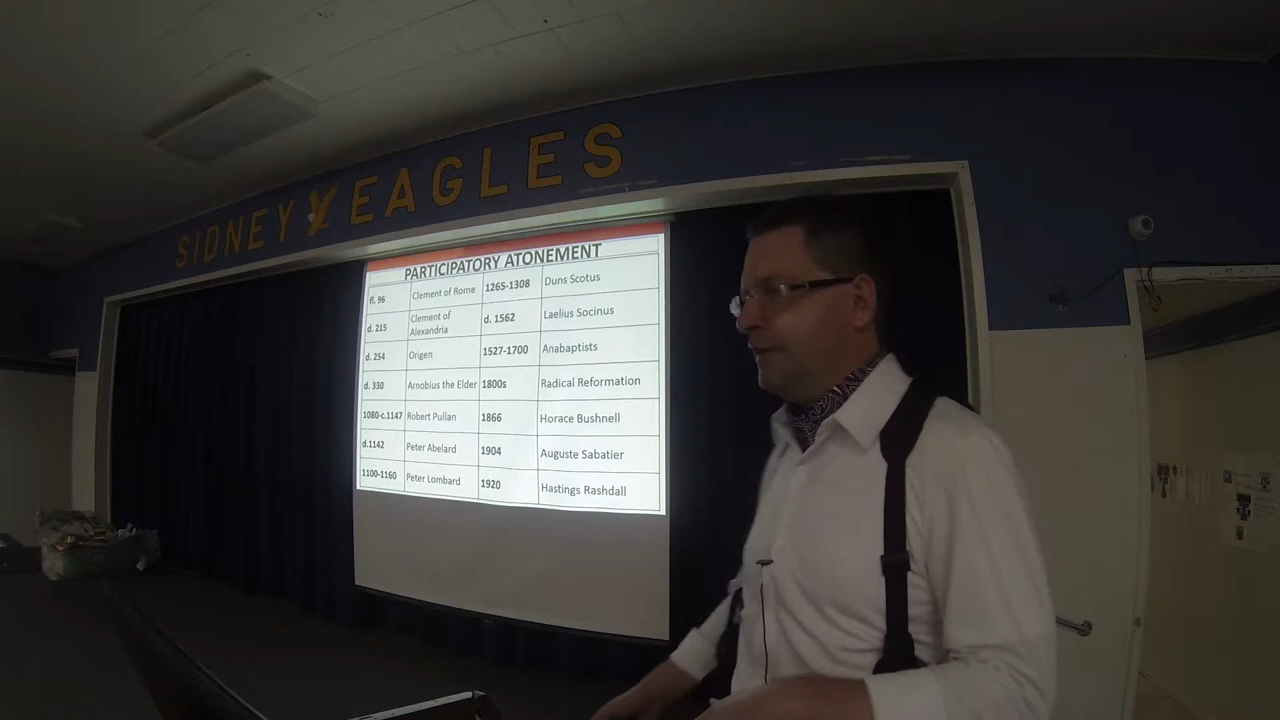 SIDNEY EAGLES
PARTICIPATORY ATONEMENT
fl. 96 Clement of Rome 1265-1308 Duns Scotus
d. 215 Clement of Alexandria d. 1562 Laelius Socinus
d. 254 Origen 1527-1700 Anabaptists
d. 330 Arnobius the Elder 1800s Radical Reformation
1080-c.1147 Robert Pullan 1866 Horace Bushnell
d.1142 Peter Abelard 1904 Auguste Sabatier
1100-1160 Peter Lombard 1920 Hastings Rashdall